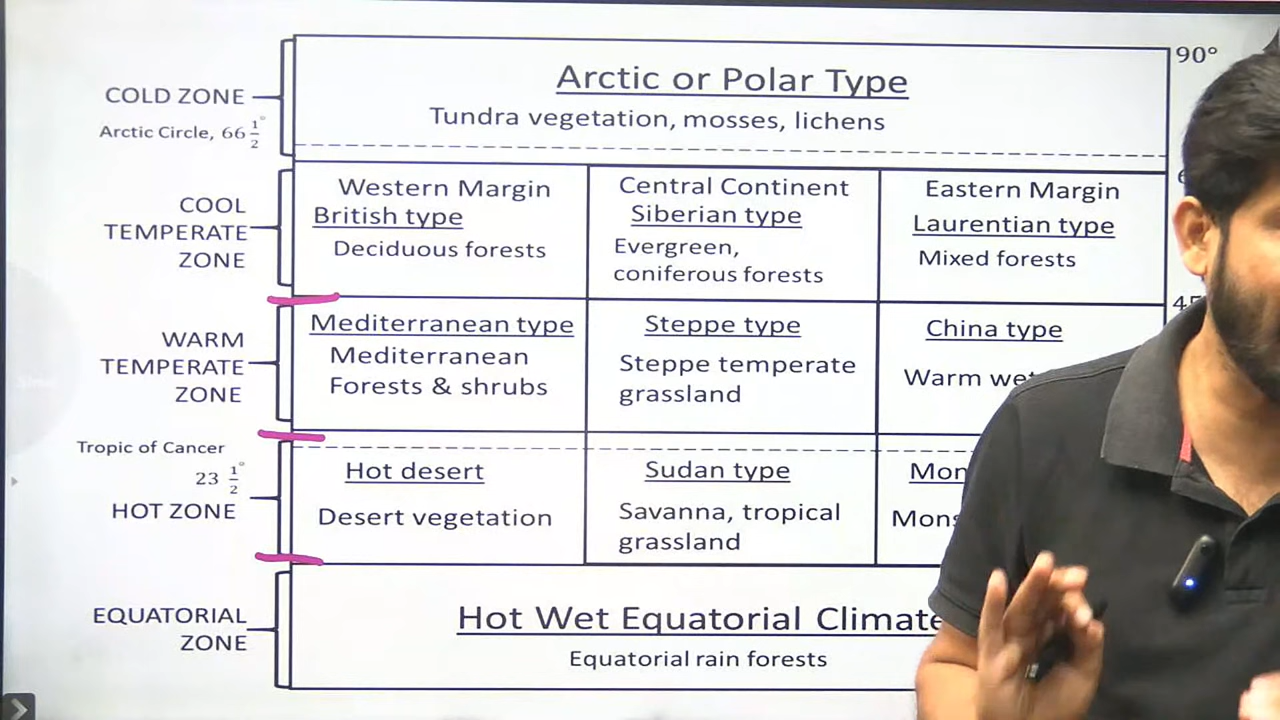 Arctic or Polar Type
90°
COLD ZONE
Tundra vegetation, mosses, lichens
Arctic Circle, 66 1/2°
Western Margin
Central Continent
Eastern Margin
COOL
TEMPERATE
ZONE
British type
Siberian type
Laurentian type
Deciduous forests
Evergreen,
coniferous forests
Mixed forests
WARM
TEMPERATE
ZONE
Mediterranean type
Steppe type
China type
Mediterranean
Forests & shrubs
Steppe temperate
grassland
Warm
Tropic of Cancer
23 1/2°
HOT ZONE
Hot desert
Sudan type
Desert vegetation
Savanna, tropical
grassland
EQUATORIAL
ZONE
Hot Wet Equatorial Climate
Equatorial rain forests